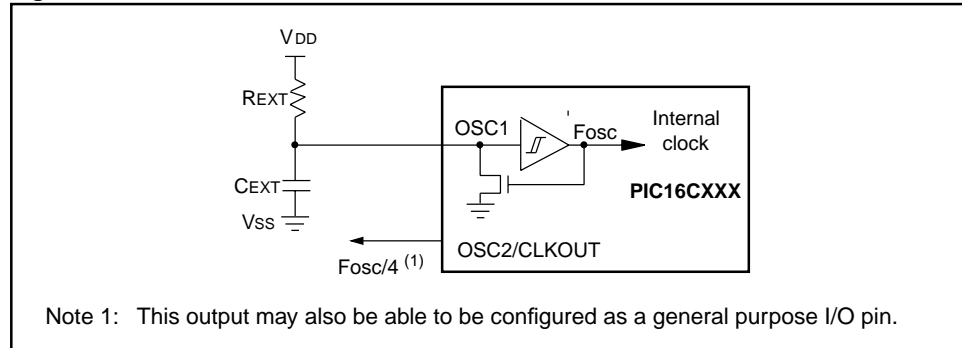 VDD
REXT
OSC1
Fosc
Internal
clock
CEXT
PIC16CXXX
VSS
OSC2/CLKOUT
Fosc/4 (1)
Note 1: This output may also be able to be configured as a general purpose I/O pin.